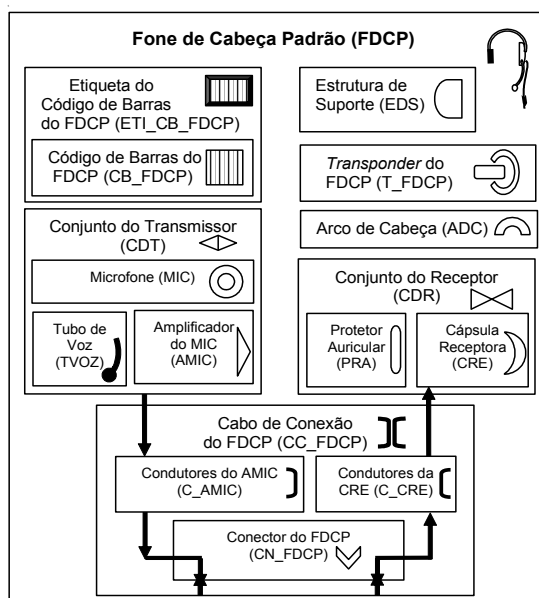 Fone de Cabeça Padrão (FDCP)
Etiqueta do
Código de Barras
do FDCP (ETI_CB_FDCP)
Código de Barras do
FDCP (CB_FDCP)
Estrutura de
Suporte (EDS)
Transponder do
FDCP (T_FDCP)
Arco de Cabeça (ADC)
Conjunto do Transmissor
(CDT)
Microfone (MIC)
Tubo de
Voz
(TVOZ)
Amplificador
do MIC
(AMIC)
Conjunto do Receptor
(CDR)
Protetor
Auricular
(PRA)
Cápsula
Receptora
(CRE)
Cabo de Conexão
do FDCP (CC_FDCP)
Condutores do AMIC
(C_AMIC)
Condutores da
CRE (C_CRE)
Conector do FDCP
(CN_FDCP)